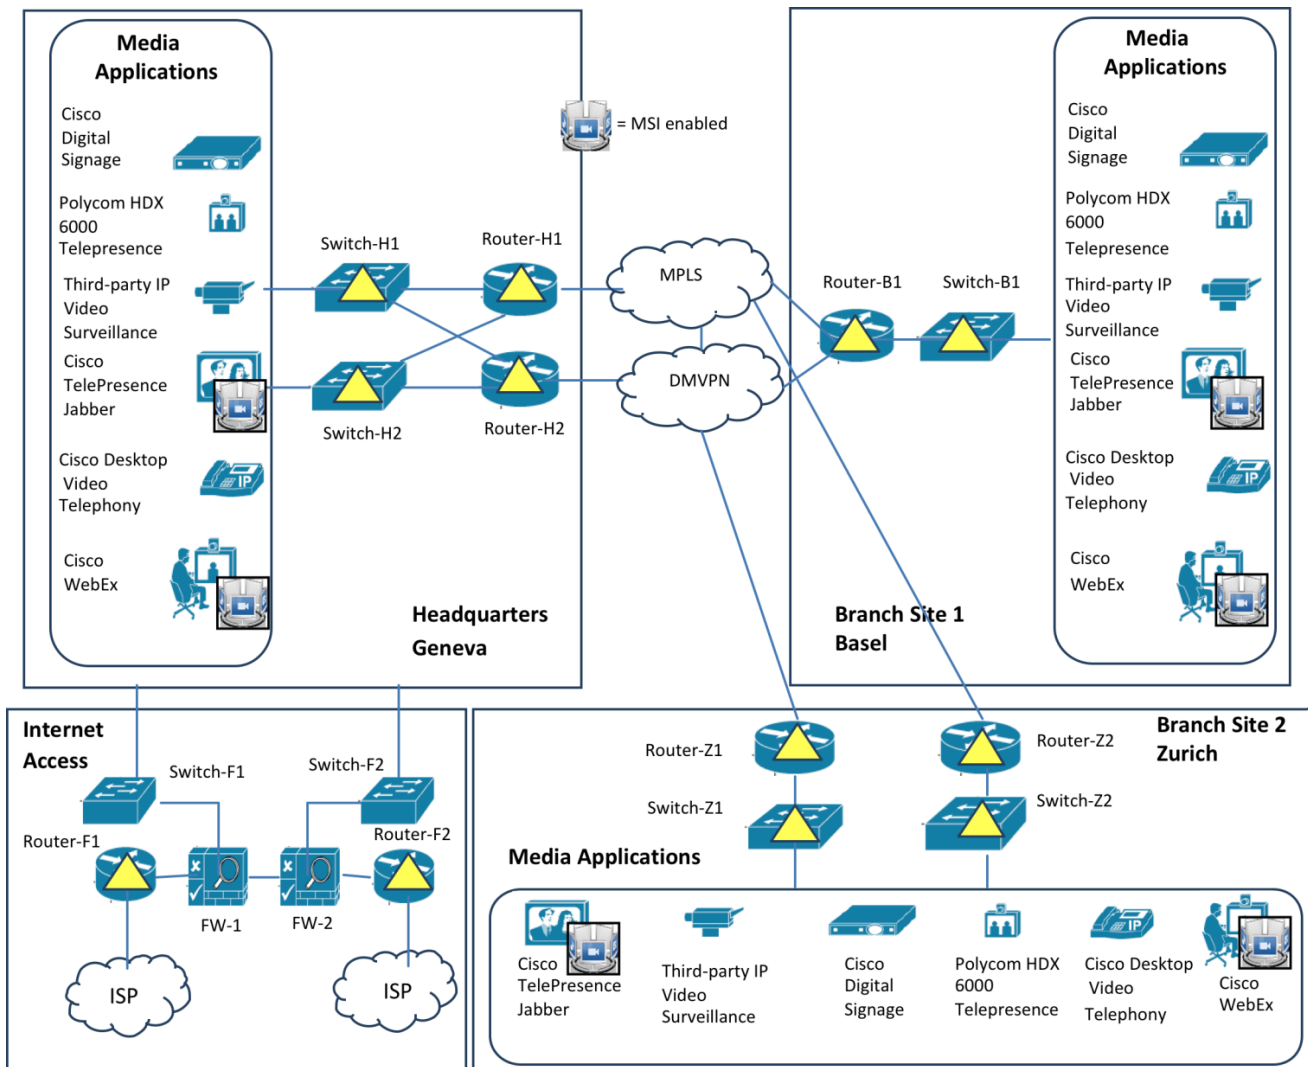 Media
Applications
Cisco
Digital
Signage
Polycom HDX
6000
Telepresence
Third-party IP
Video
Surveillance
Cisco
TelePresence
Jabber
Cisco Desktop
Video
Telephony
Cisco
WebEx
Switch-H1
Router-H1
Switch-H2
Router-H2
Headquarters
Geneva
= MSI enabled
MPLS
DMVPN
Router-B1
Switch-B1
Media
Applications
Cisco
Digital
Signage
Polycom HDX
6000
Telepresence
Third-party IP
Video
Surveillance
Cisco
TelePresence
Jabber
Cisco Desktop
Video
Telephony
Cisco
WebEx
IP
IP
Branch Site 1
Basel
Internet
Access
Switch-F1
Switch-F2
Router-F1
Router-F2
FW-1
FW-2
ISP
ISP
Branch Site 2
Zurich
Router-Z1
Router-Z2
Switch-Z1
Switch-Z2
Media Applications
IP
Cisco
TelePresence
Jabber
Third-party IP
Video
Surveillance
Cisco
Digital
Signage
Polycom HDX
6000
Telepresence
Cisco Desktop
Video
Telephony
Cisco
WebEx